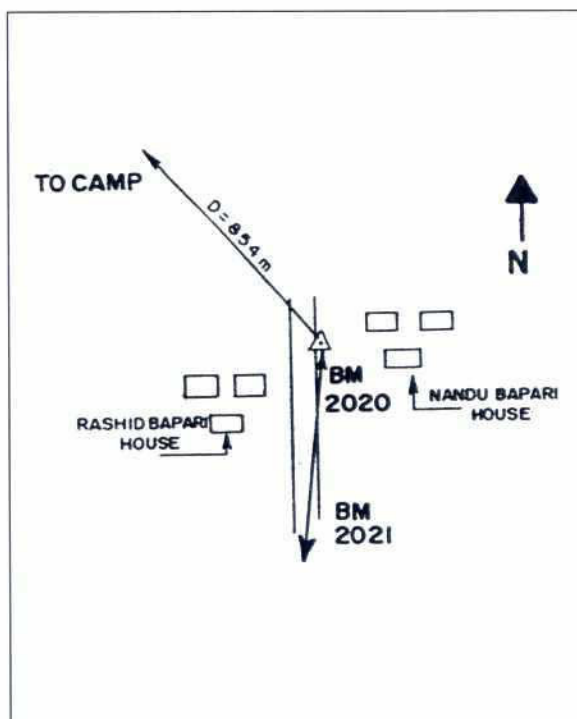 TO CAMP
D = 854 m
N
BM
2020
NANDU BAPARI
HOUSE
RASHID BAPARI
HOUSE
BM
2021